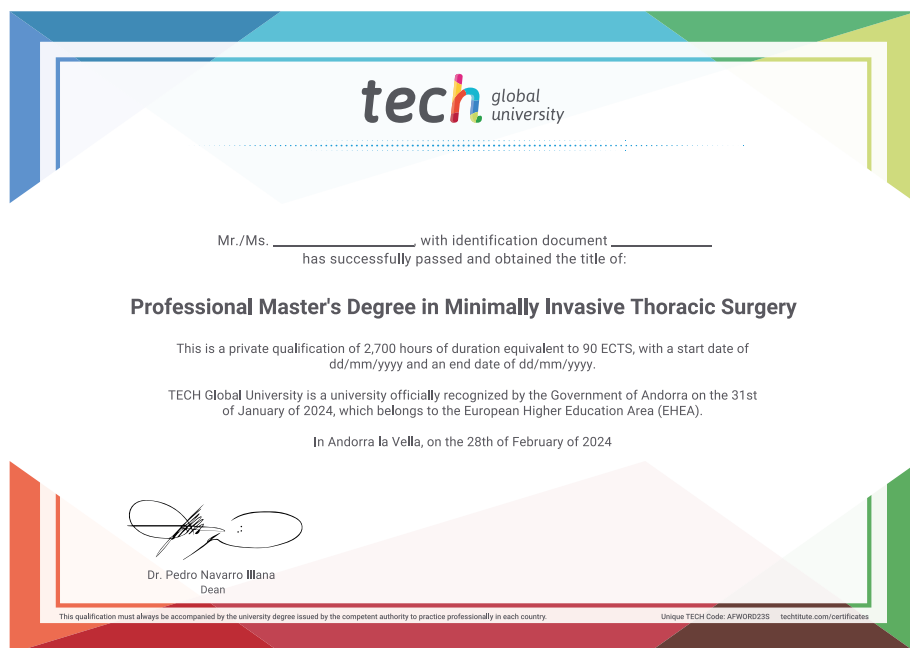 tech global university
Mr./Ms. ____________________, with identification document ______________
has successfully passed and obtained the title of:
Professional Master's Degree in Minimally Invasive Thoracic Surgery
This is a private qualification of 2,700 hours of duration equivalent to 90 ECTS, with a start date of
dd/mm/yyyy and an end date of dd/mm/yyyy.
TECH Global University is a university officially recognized by the Government of Andorra on the 31st
of January of 2024, which belongs to the European Higher Education Area (EHEA).
In Andorra la Vella, on the 28th of February of 2024
Dr. Pedro Navarro Illana
Dean
This qualification must always be accompanied by the university degree issued by the competent authority to practice professionally in each country.
Unique TECH Code: AFWORD23S techtitute.com/certificates